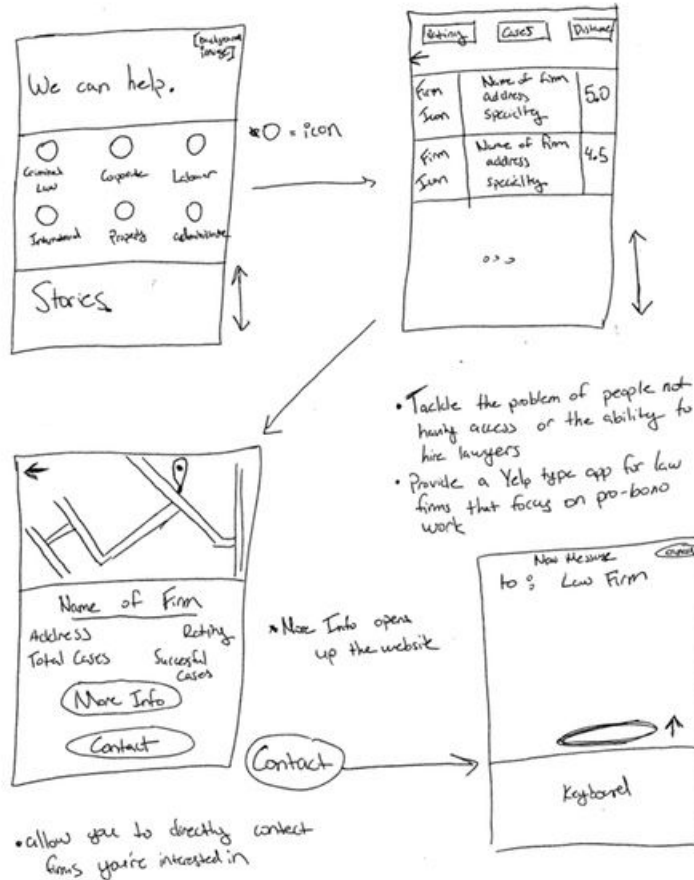 [Background
image]
We can help.
Criminal
Law
Corporate
Labour
International
Property
Administrative
Stories
*O = icon
Rating
Cases
Distance
Firm
Icon
Name of firm
address
specialty
5.0
Firm
Icon
Name of firm
address
specialty
4.5
• Tackle the problem of people not
having access or the ability to
hire lawyers
• Provide a Yelp type app for law
firms that focus on pro-bono
work
Name of Firm
Address
Rating
Total Cases
Succesful
Cases
More Info
Contact
* More Info opens
up the website
Contact
New Message
Cancel
to: Law Firm
Keyboard
• allow you to directly contact
firms you're interested in